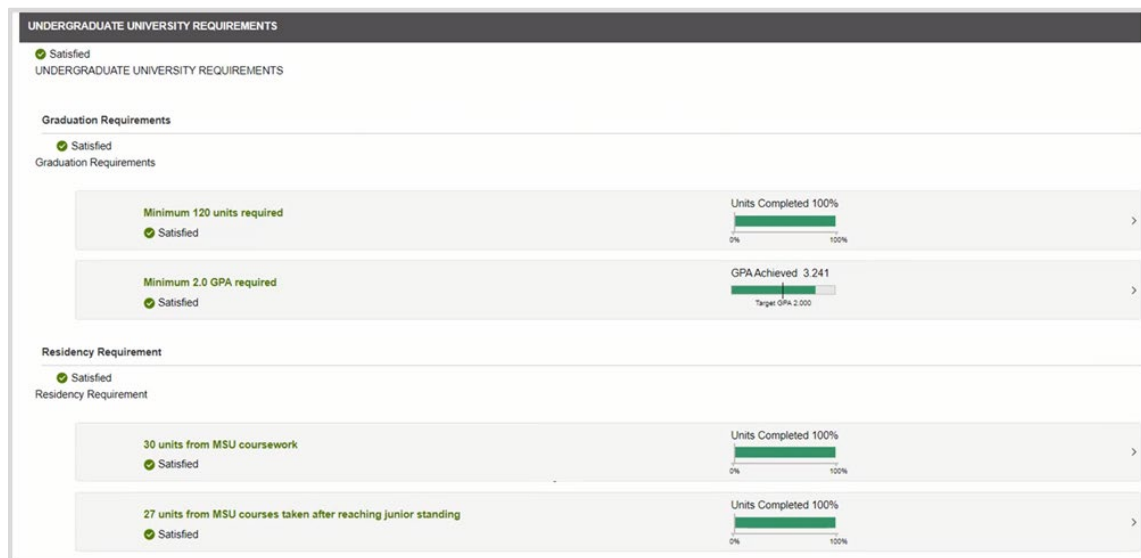 UNDERGRADUATE UNIVERSITY REQUIREMENTS
Satisfied
UNDERGRADUATE UNIVERSITY REQUIREMENTS
Graduation Requirements
Satisfied
Graduation Requirements
Minimum 120 units required
Satisfied
Units Completed 100%
0% 100%
Minimum 2.0 GPA required
Satisfied
GPA Achieved 3.241
Target GPA 2.000
Residency Requirement
Satisfied
Residency Requirement
30 units from MSU coursework
Satisfied
Units Completed 100%
0% 100%
27 units from MSU courses taken after reaching junior standing
Satisfied
Units Completed 100%
0% 100%